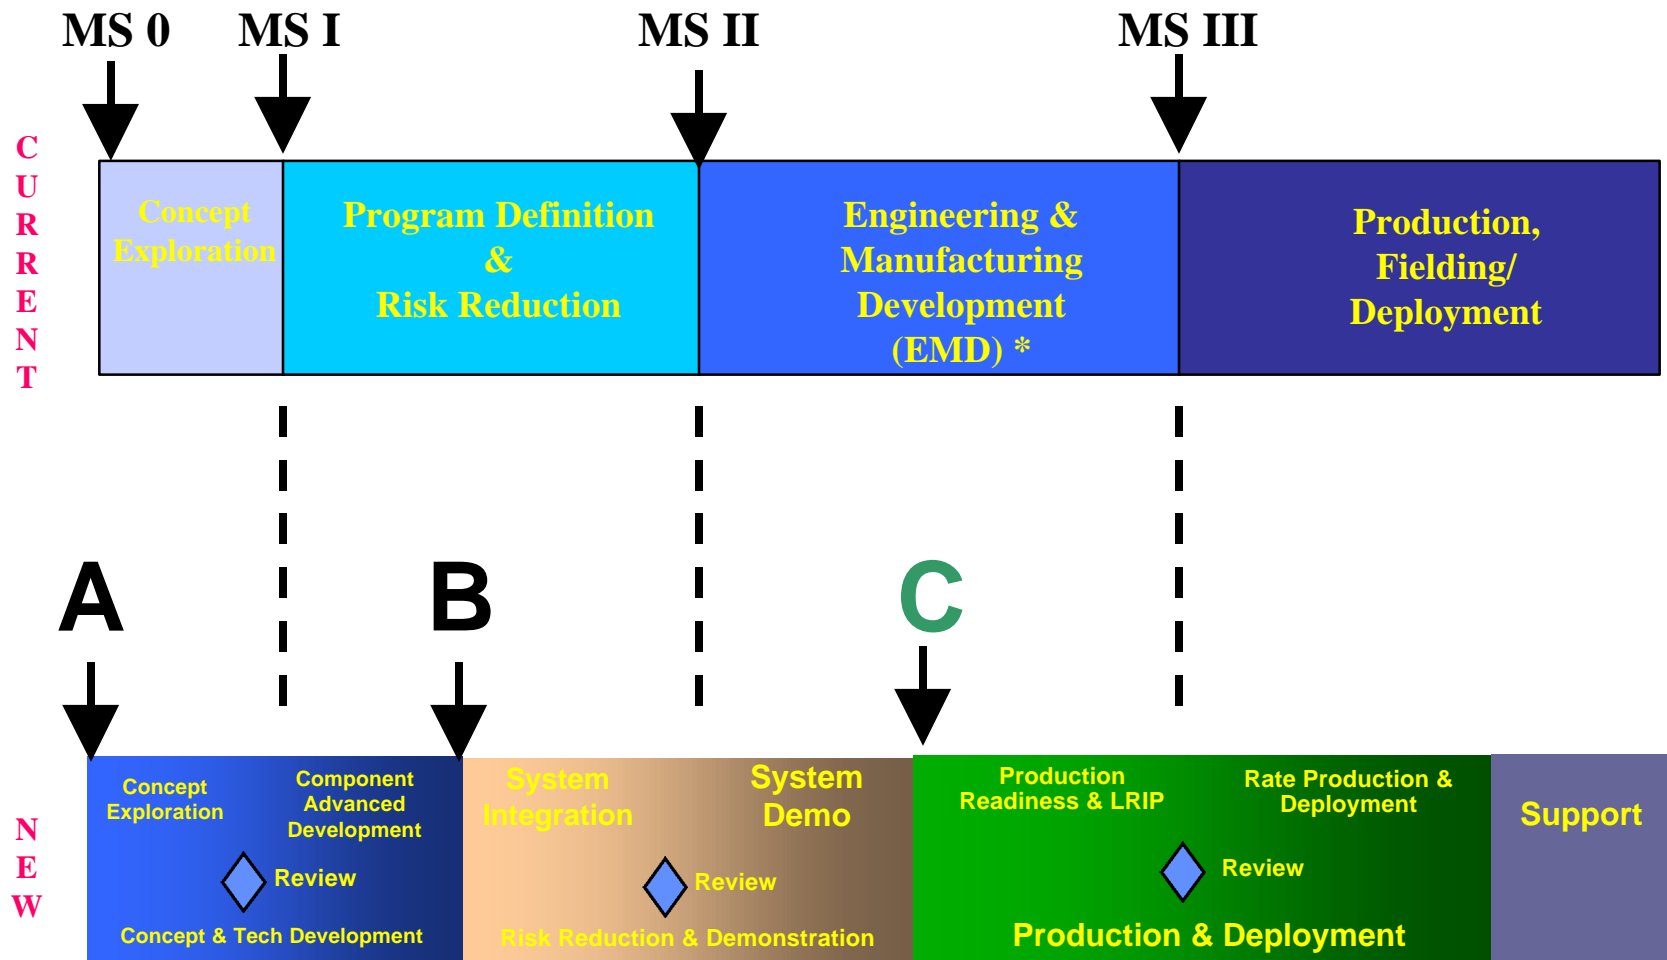 MS 0 MS I MS II MS III
CURRENT
Concept
Exploration
Program Definition
&
Risk Reduction
Engineering &
Manufacturing
Development
(EMD) *
Production,
Fielding/
Deployment
A B C
NEW
Concept
Exploration
Component
Advanced
Development
Review
Concept & Tech Development
System
Integration
System
Demo
Review
Risk Reduction & Demonstration
Production
Readiness & LRIP
Rate Production &
Deployment
Review
Production & Deployment
Support